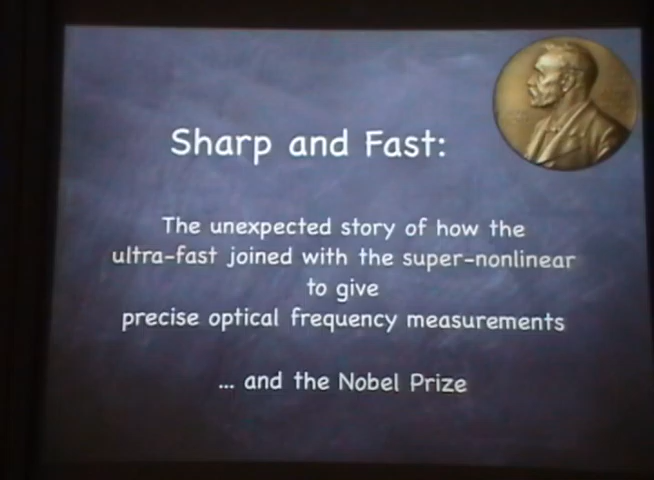 Sharp and Fast:
The unexpected story of how the
ultra-fast joined with the super-nonlinear
to give
precise optical frequency measurements
... and the Nobel Prize